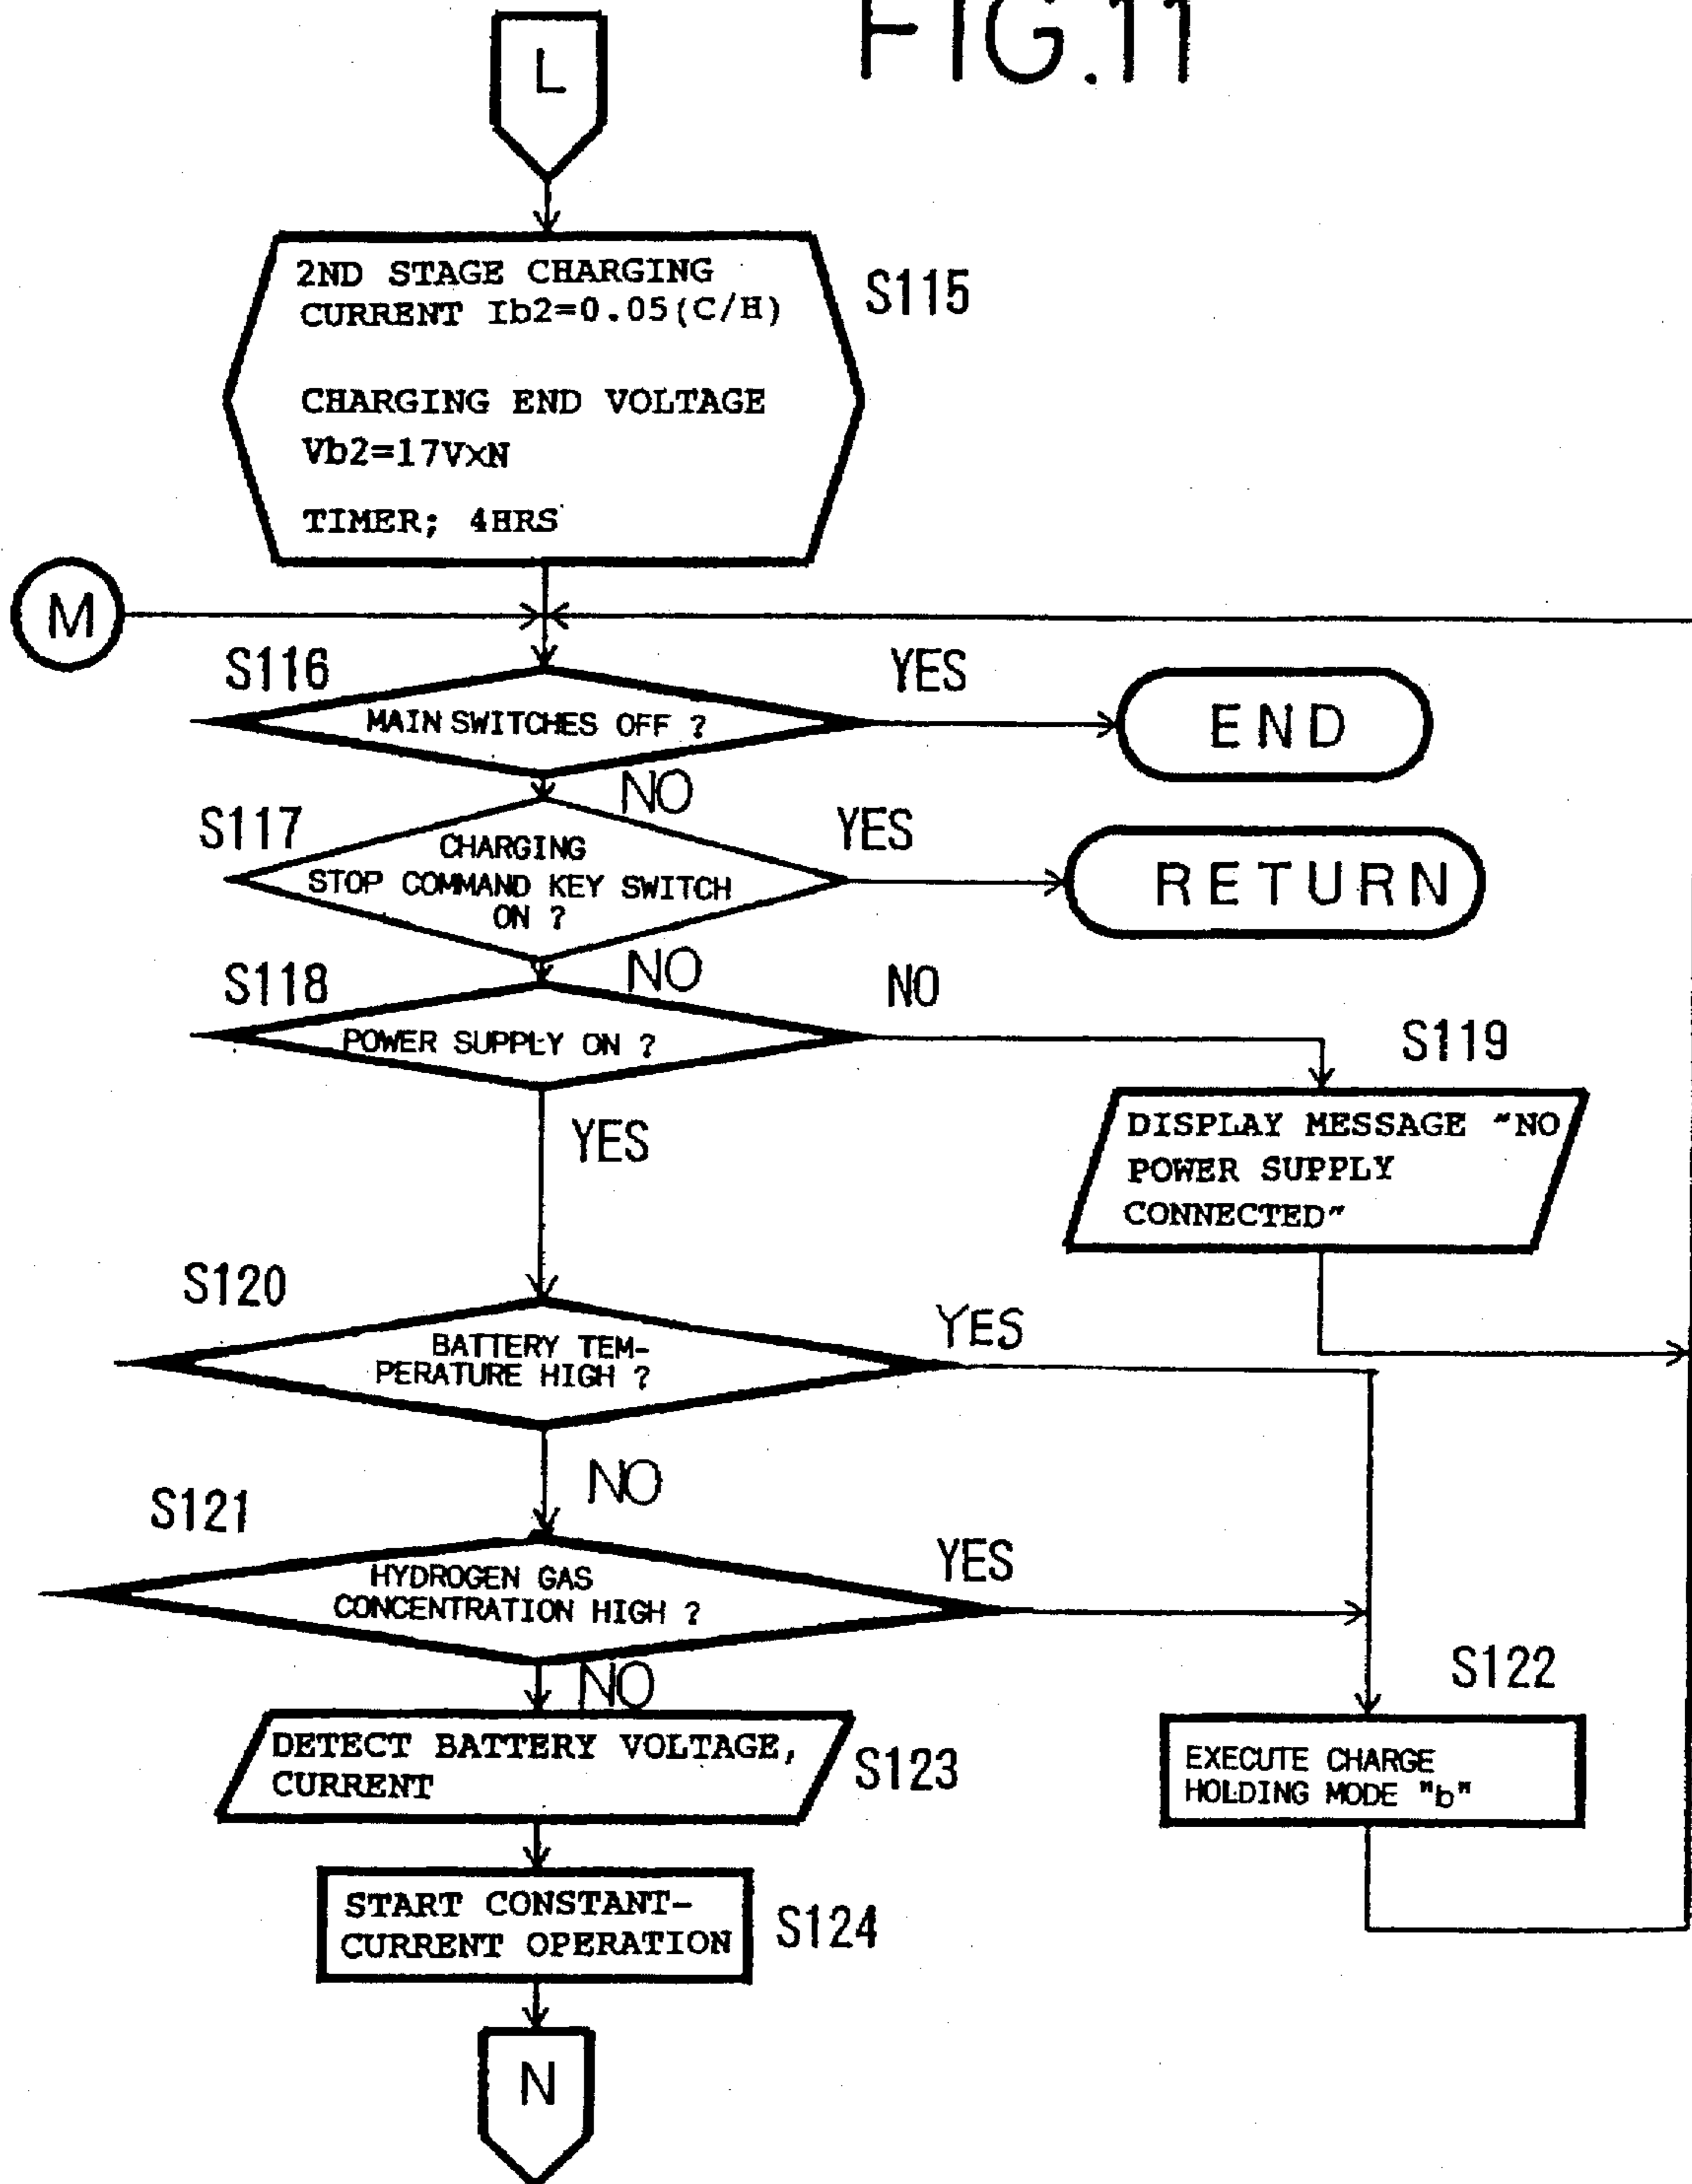 FIG.11
L
2ND STAGE CHARGING
CURRENT Ib2=0.05(C/H)
CHARGING END VOLTAGE
Vb2=17V×N
TIMER; 4HRS
S115
M
S116
MAIN SWITCHES OFF ?
YES
END
NO
S117
CHARGING
STOP COMMAND KEY SWITCH
ON ?
YES
RETURN
NO
S118
POWER SUPPLY ON ?
NO
S119
DISPLAY MESSAGE "NO
POWER SUPPLY
CONNECTED"
YES
S120
BATTERY TEM-
PERATURE HIGH ?
YES
NO
S121
HYDROGEN GAS
CONCENTRATION HIGH ?
YES
NO
S122
EXECUTE CHARGE
HOLDING MODE "b"
DETECT BATTERY VOLTAGE,
CURRENT
S123
START CONSTANT-
CURRENT OPERATION
S124
N